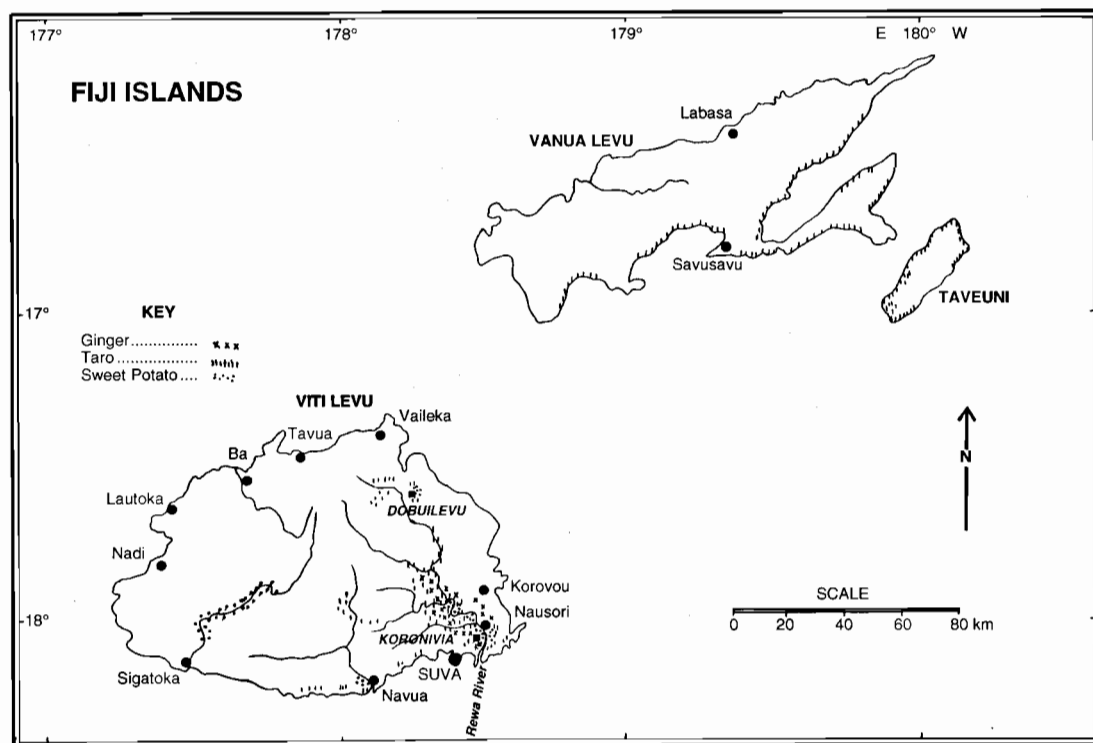 177° 178° 179° E 180° W
FIJI ISLANDS
Labasa
VANUA LEVU
Savusavu
TAVEUNI
17°
KEY
Ginger...............
Taro..................
Sweet Potato....
VITI LEVU
Vaileka
Tavua
Ba
Lautoka
DOBUILEVU
N
Nadi
Korovou
Nausori
SCALE
0 20 40 60 80 km
18°
KORONIVIA
SUVA
Sigatoka
Navua
Rewa River